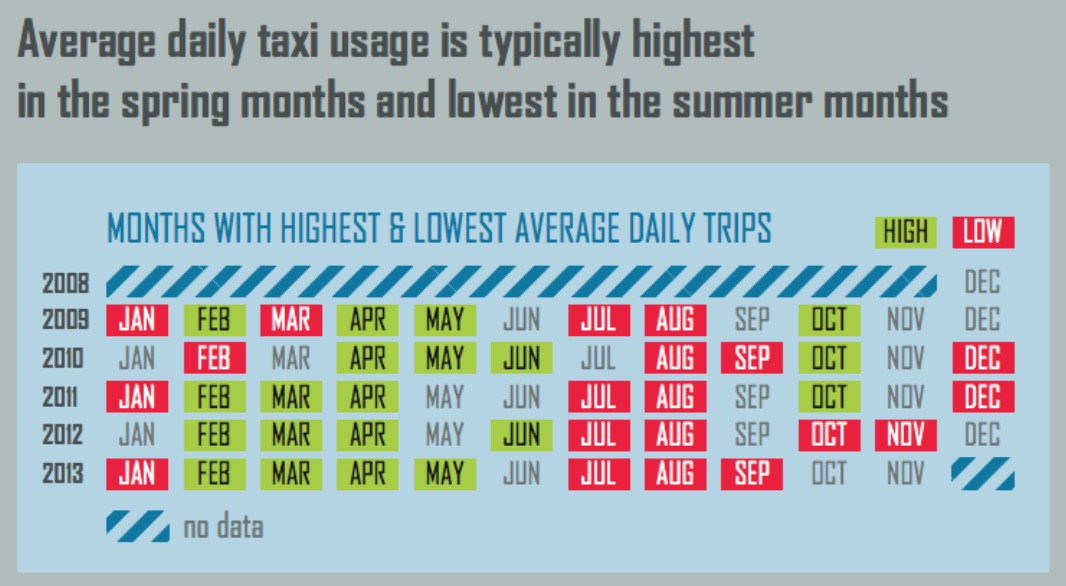 Average daily taxi usage is typically highest
in the spring months and lowest in the summer months
MONTHS WITH HIGHEST & LOWEST AVERAGE DAILY TRIPS HIGH LOW
2008 DEC
2009 JAN FEB MAR APR MAY JUN JUL AUG SEP OCT NOV DEC
2010 JAN FEB MAR APR MAY JUN JUL AUG SEP OCT NOV DEC
2011 JAN FEB MAR APR MAY JUN JUL AUG SEP OCT NOV DEC
2012 JAN FEB MAR APR MAY JUN JUL AUG SEP OCT NOV DEC
2013 JAN FEB MAR APR MAY JUN JUL AUG SEP OCT NOV
no data